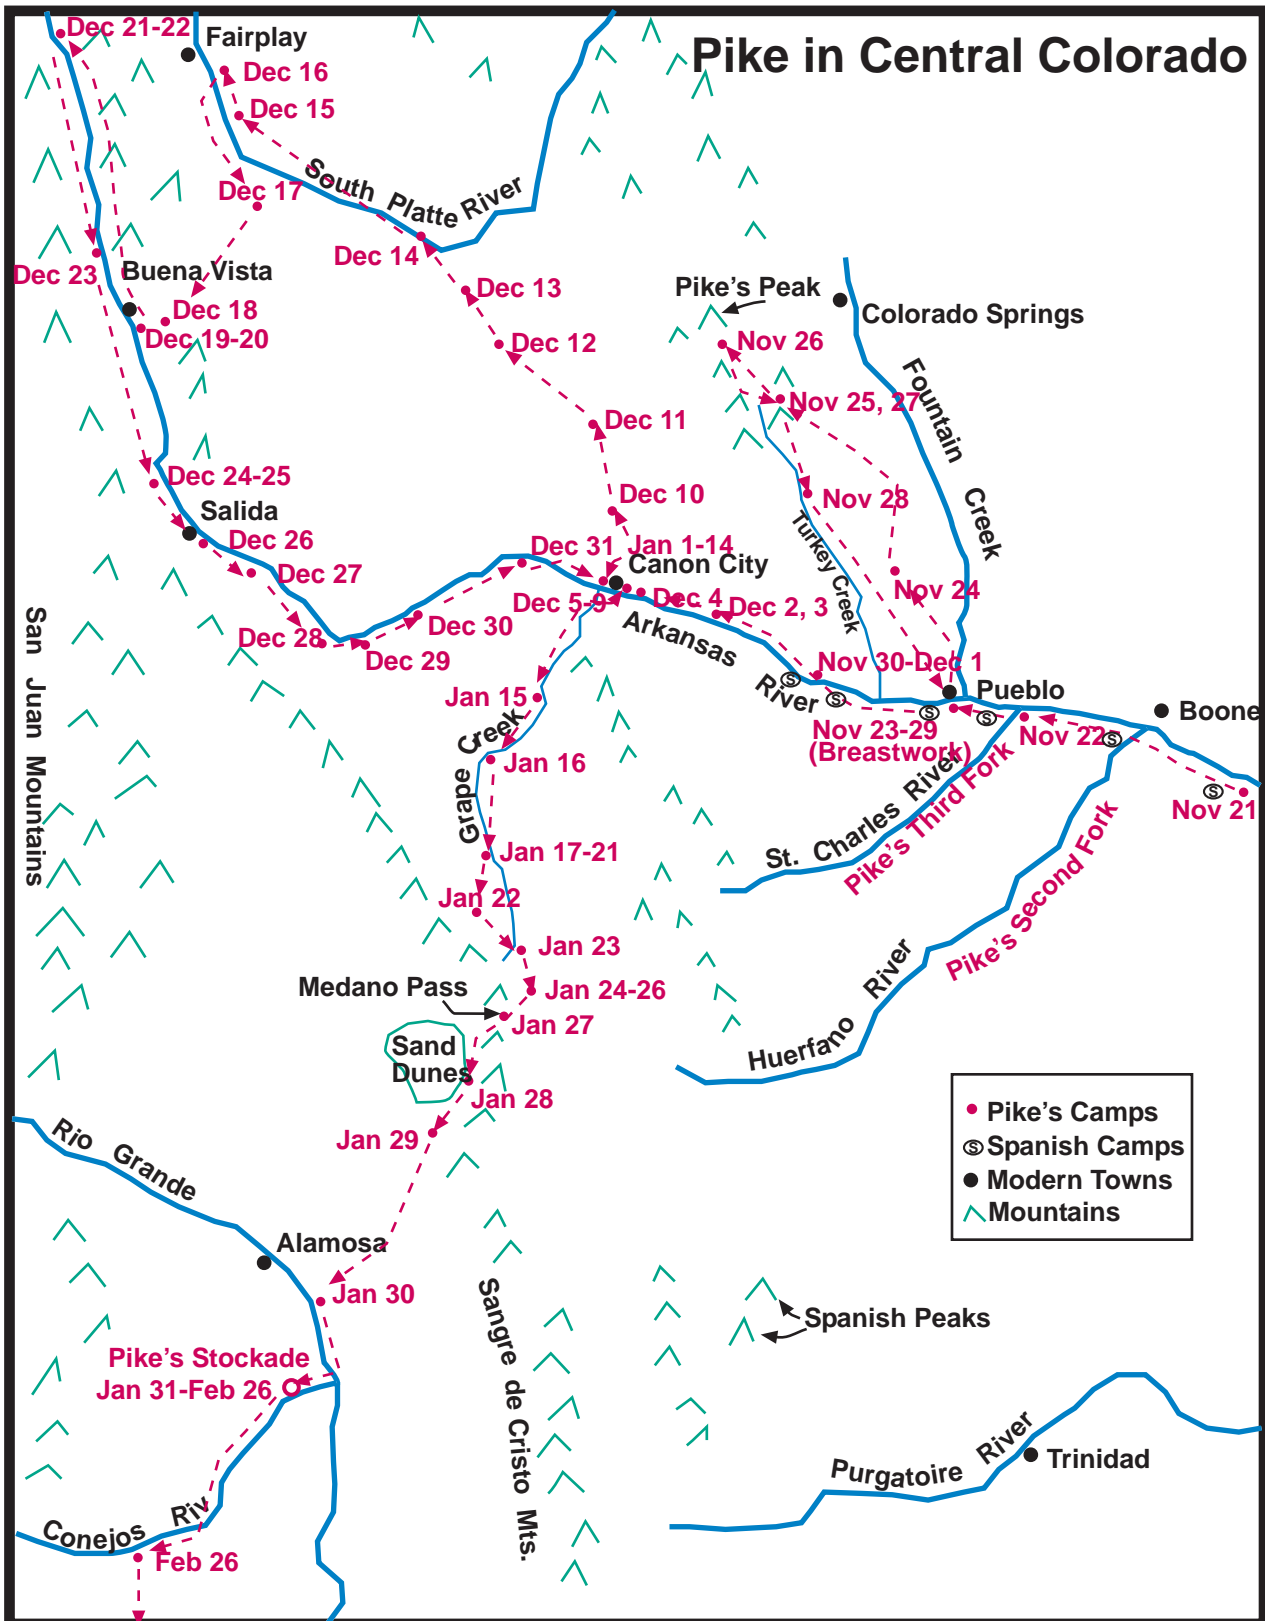 Pike in Central Colorado
Dec 21-22
Fairplay
Dec 16
Dec 15
South Platte River
Dec 17
Dec 14
Dec 23
Buena Vista
Dec 13
Pike's Peak
Dec 18
Dec 19-20
Colorado Springs
Dec 12
Nov 26
Fountain Creek
Nov 25, 27
Dec 11
Dec 24-25
Dec 10
Nov 28
Salida
Turkey Creek
Dec 26
Dec 31
Jan 1-14
Canon City
Dec 27
Nov 24
Dec 5-9
Dec 4
Dec 2, 3
Dec 30
Arkansas River
Dec 28
Dec 29
Nov 30-Dec 1
San Juan Mountains
Jan 15
S
S
Pueblo
Boone
Grape Creek
S
S
Nov 23-29
(Breastwork)
Nov 22
S
Jan 16
S
Nov 21
St. Charles River
Pike's Third Fork
Jan 17-21
Pike's Second Fork
Jan 22
Jan 23
Medano Pass
Jan 24-26
Jan 27
Huerfano River
Sand
Dunes
Jan 28
Jan 29
Pike's Camps
S Spanish Camps
Modern Towns
Mountains
Rio Grande
Alamosa
Jan 30
Sangre de Cristo Mts.
Spanish Peaks
Pike's Stockade
Jan 31-Feb 26
Purgatoire River
Trinidad
Conejos Riv
Feb 26